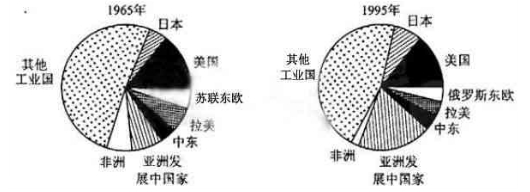 1965年
日本
美国
其他
工业国
苏联东欧
拉美
中东
非洲
亚洲发
展中国家
1995年
日本
美国
其他
工业国
俄罗斯东欧
拉美
中东
非洲
亚洲发
展中国家